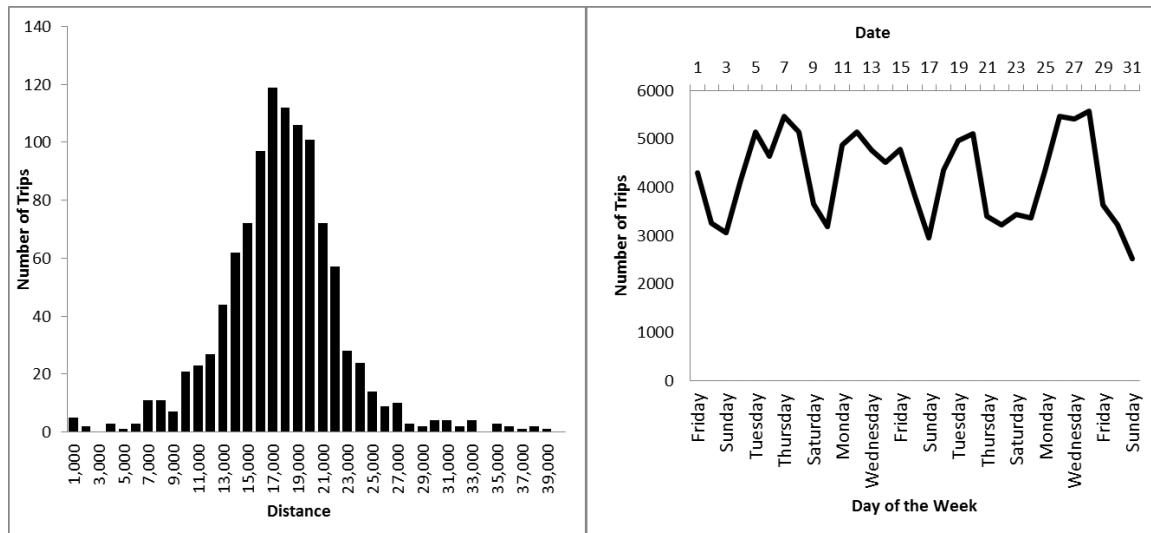 140
120
100
80
60
40
20
0
Number of Trips
1,000
3,000
5,000
7,000
9,000
11,000
13,000
15,000
17,000
19,000
21,000
23,000
25,000
27,000
29,000
31,000
33,000
35,000
37,000
39,000
Distance
Date
1 3 5 7 9 11 13 15 17 19 21 23 25 27 29 31
6000
5000
4000
3000
2000
1000
0
Number of Trips
Friday
Sunday
Tuesday
Thursday
Saturday
Monday
Wednesday
Friday
Sunday
Tuesday
Thursday
Saturday
Monday
Wednesday
Friday
Sunday
Day of the Week